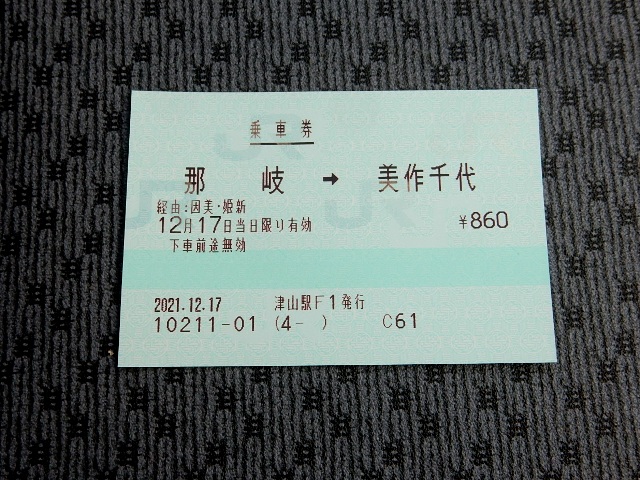 乗車券
那岐 → 美作千代
経由:因美・姫新
12月17日当日限り有効 ¥860
下車前途無効
2021.12.17 津山駅F1発行
10211-01 (4- ) C61